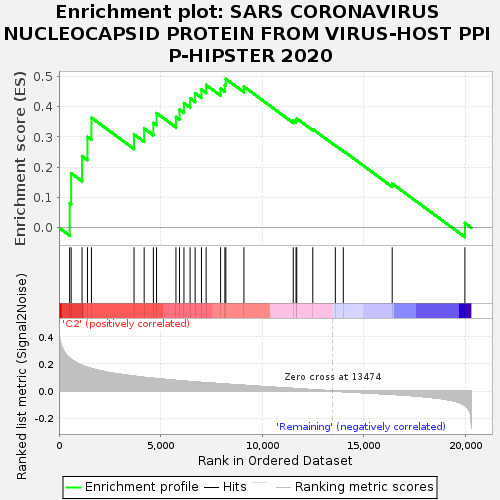 Enrichment plot: SARS CORONAVIRUS
NUCLEOCAPSID PROTEIN FROM VIRUS-HOST PPI
P-HIPSTER 2020
Enrichment score (ES)
0.5
0.4
0.3
0.2
0.1
0.0
'C2' (positively correlated)
Ranked list metric (Signal2Noise)
0.4
0.2
0.0
-0.2
Zero cross at 13474
'Remaining' (negatively correlated)
0 5,000 10,000 15,000 20,000
Rank in Ordered Dataset
Enrichment profile Hits Ranking metric scores